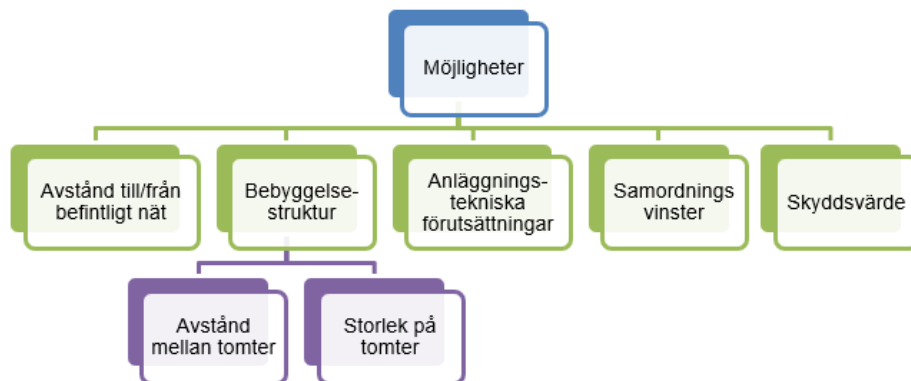 Möjligheter
Avstånd till/från
befintligt nät
Bebyggelse-
struktur
Anläggnings-
tekniska
förutsättningar
Samordnings
vinster
Skyddsvärde
Avstånd
mellan tomter
Storlek på
tomter